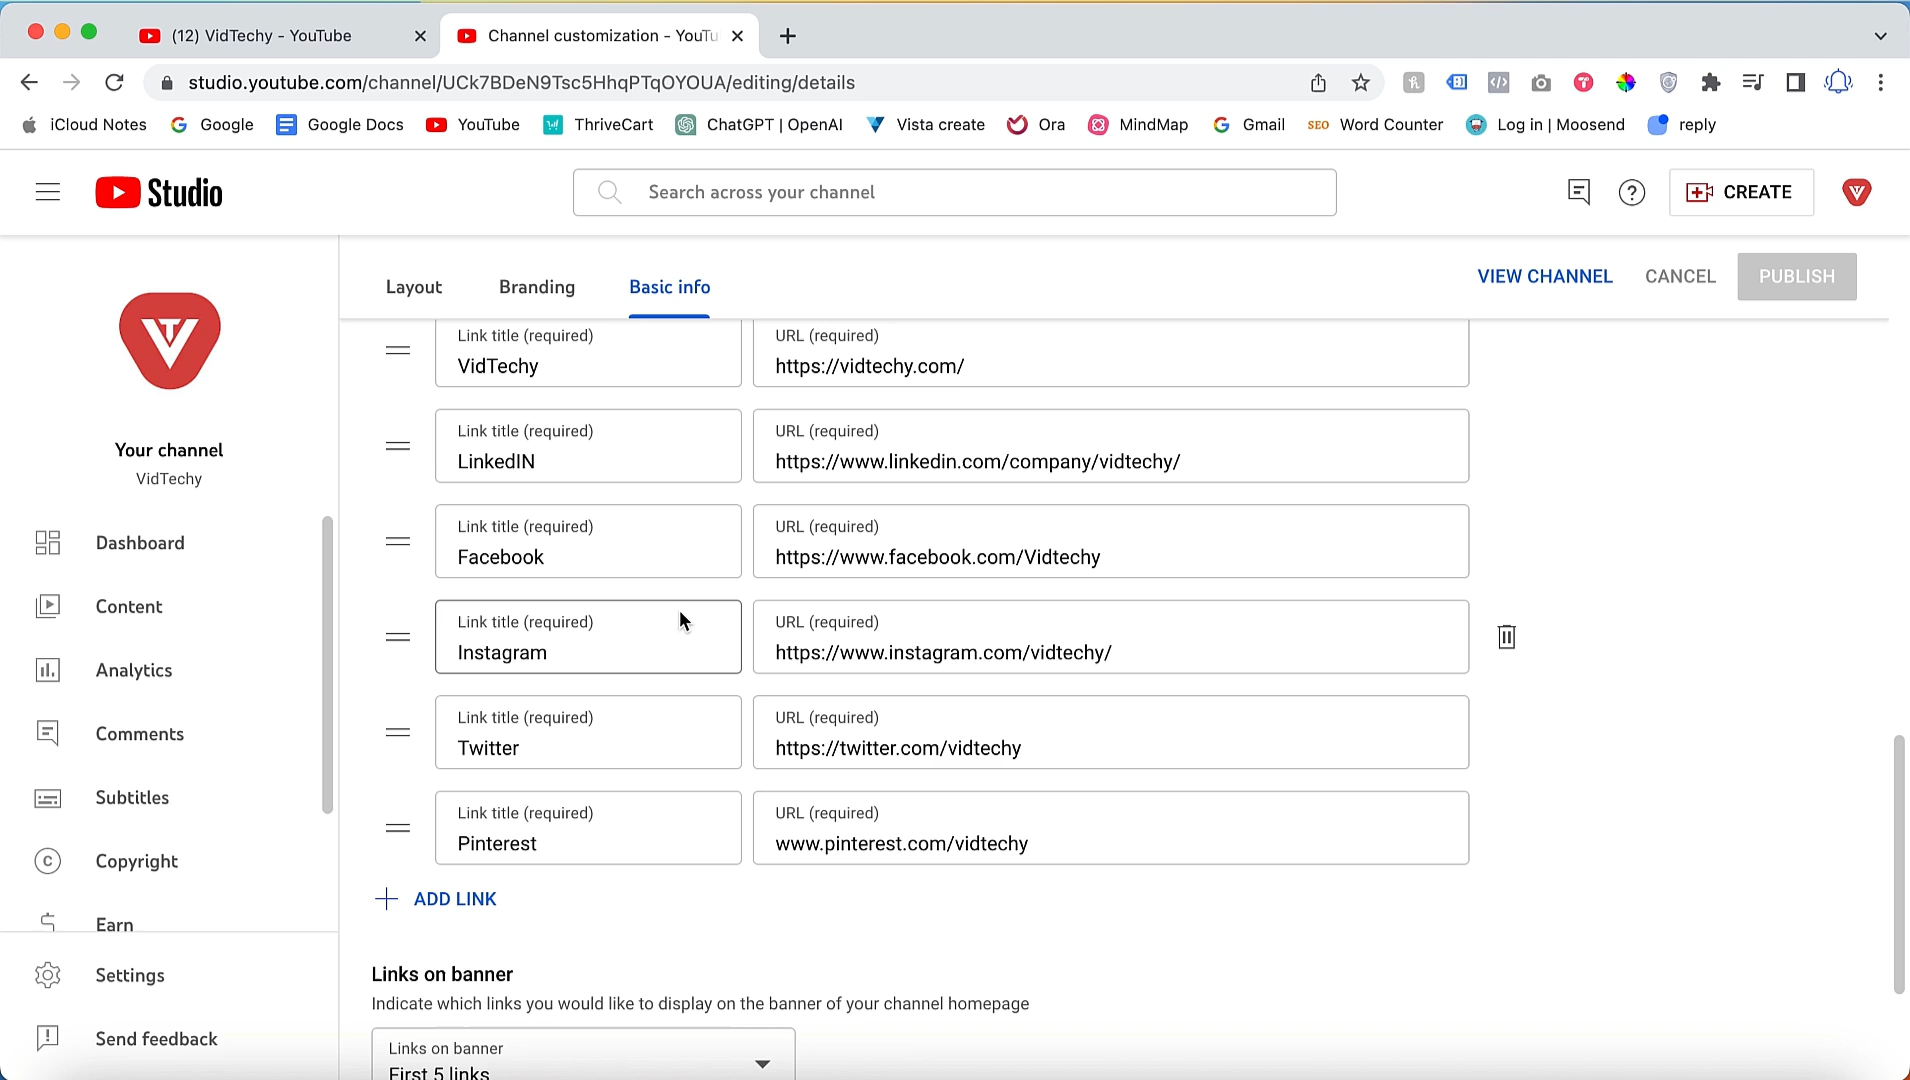 (12) VidTechy - YouTube
Channel customization - YouTu
studio.youtube.com/channel/UCk7BDeN9Tsc5HhqPTqOYOUA/editing/details
iCloud Notes
Google
Google Docs
YouTube
ThriveCart
ChatGPT | OpenAI
Vista create
Ora
MindMap
Gmail
SEO Word Counter
Log in | Moosend
reply
Studio
Search across your channel
CREATE
Layout
Branding
Basic info
VIEW CHANNEL
CANCEL
PUBLISH
Your channel
VidTechy
Dashboard
Content
Analytics
Comments
Subtitles
Copyright
Earn
Settings
Send feedback
Link title (required)
VidTechy
URL (required)
https://vidtechy.com/
Link title (required)
LinkedIN
URL (required)
https://www.linkedin.com/company/vidtechy/
Link title (required)
Facebook
URL (required)
https://www.facebook.com/Vidtechy
Link title (required)
Instagram
URL (required)
https://www.instagram.com/vidtechy/
Link title (required)
Twitter
URL (required)
https://twitter.com/vidtechy
Link title (required)
Pinterest
URL (required)
www.pinterest.com/vidtechy
ADD LINK
Links on banner
Indicate which links you would like to display on the banner of your channel homepage
Links on banner
First 5 links